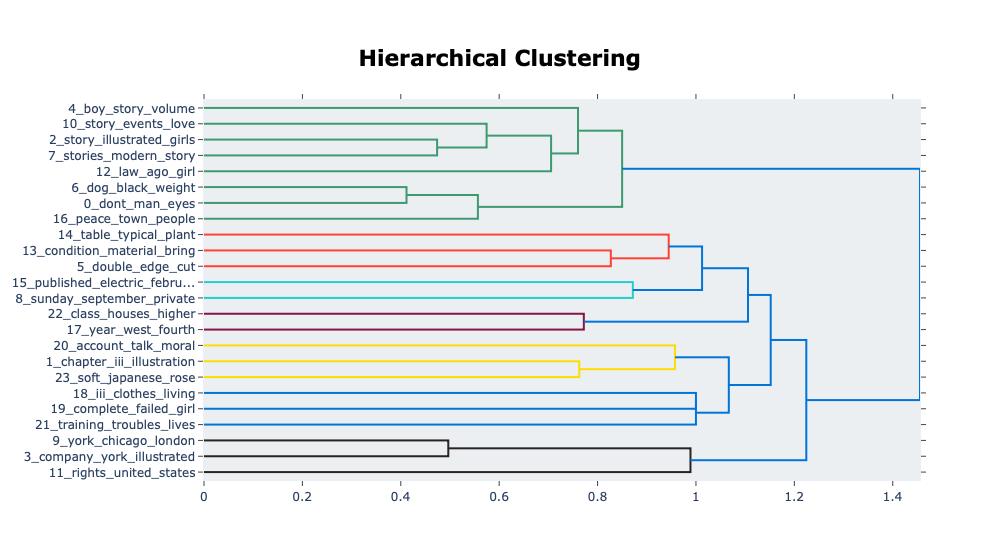 Hierarchical Clustering
4_boy_story_volume
10_story_events_love
2_story_illustrated_girls
7_stories_modern_story
12_law_ago_girl
6_dog_black_weight
0_dont_man_eyes
16_peace_town_people
14_table_typical_plant
13_condition_material_bring
5_double_edge_cut
15_published_electric_febru...
8_sunday_september_private
22_class_houses_higher
17_year_west_fourth
20_account_talk_moral
1_chapter_iii_illustration
23_soft_japanese_rose
18_iii_clothes_living
19_complete_failed_girl
21_training_troubles_lives
9_york_chicago_london
3_company_york_illustrated
11_rights_united_states
0 0.2 0.4 0.6 0.8 1 1.2 1.4